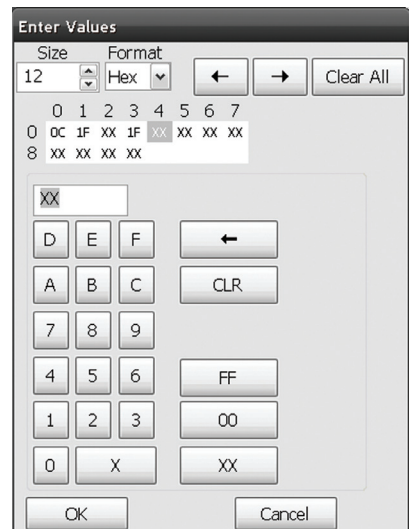 Enter Values
Size Format
12 Hex ← → Clear All
0 1 2 3 4 5 6 7
0 0C 1F XX 1F XX XX XX XX
8 XX XX XX XX
XX
D E F ←
A B C CLR
7 8 9
4 5 6 FF
1 2 3 00
0 X XX
OK Cancel